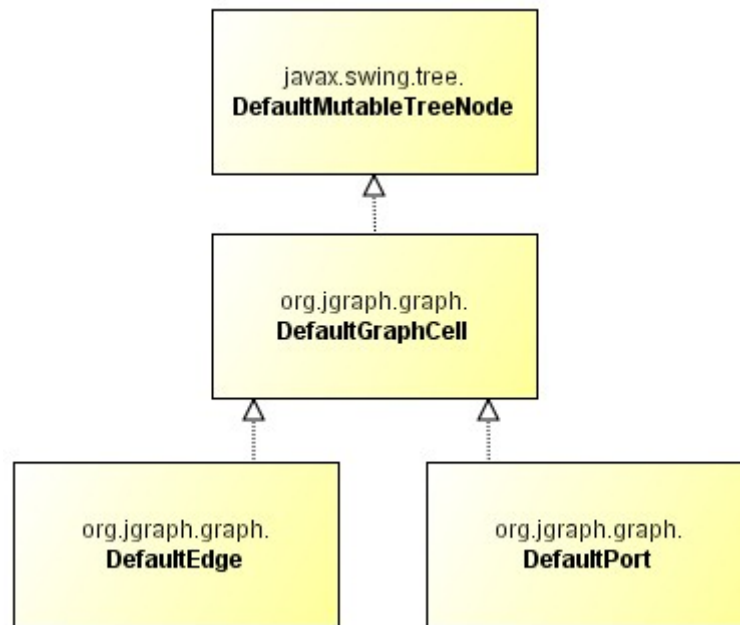 javax.swing.tree.
DefaultMutableTreeNode
org.jgraph.graph.
DefaultGraphCell
org.jgraph.graph.
DefaultEdge
org.jgraph.graph.
DefaultPort